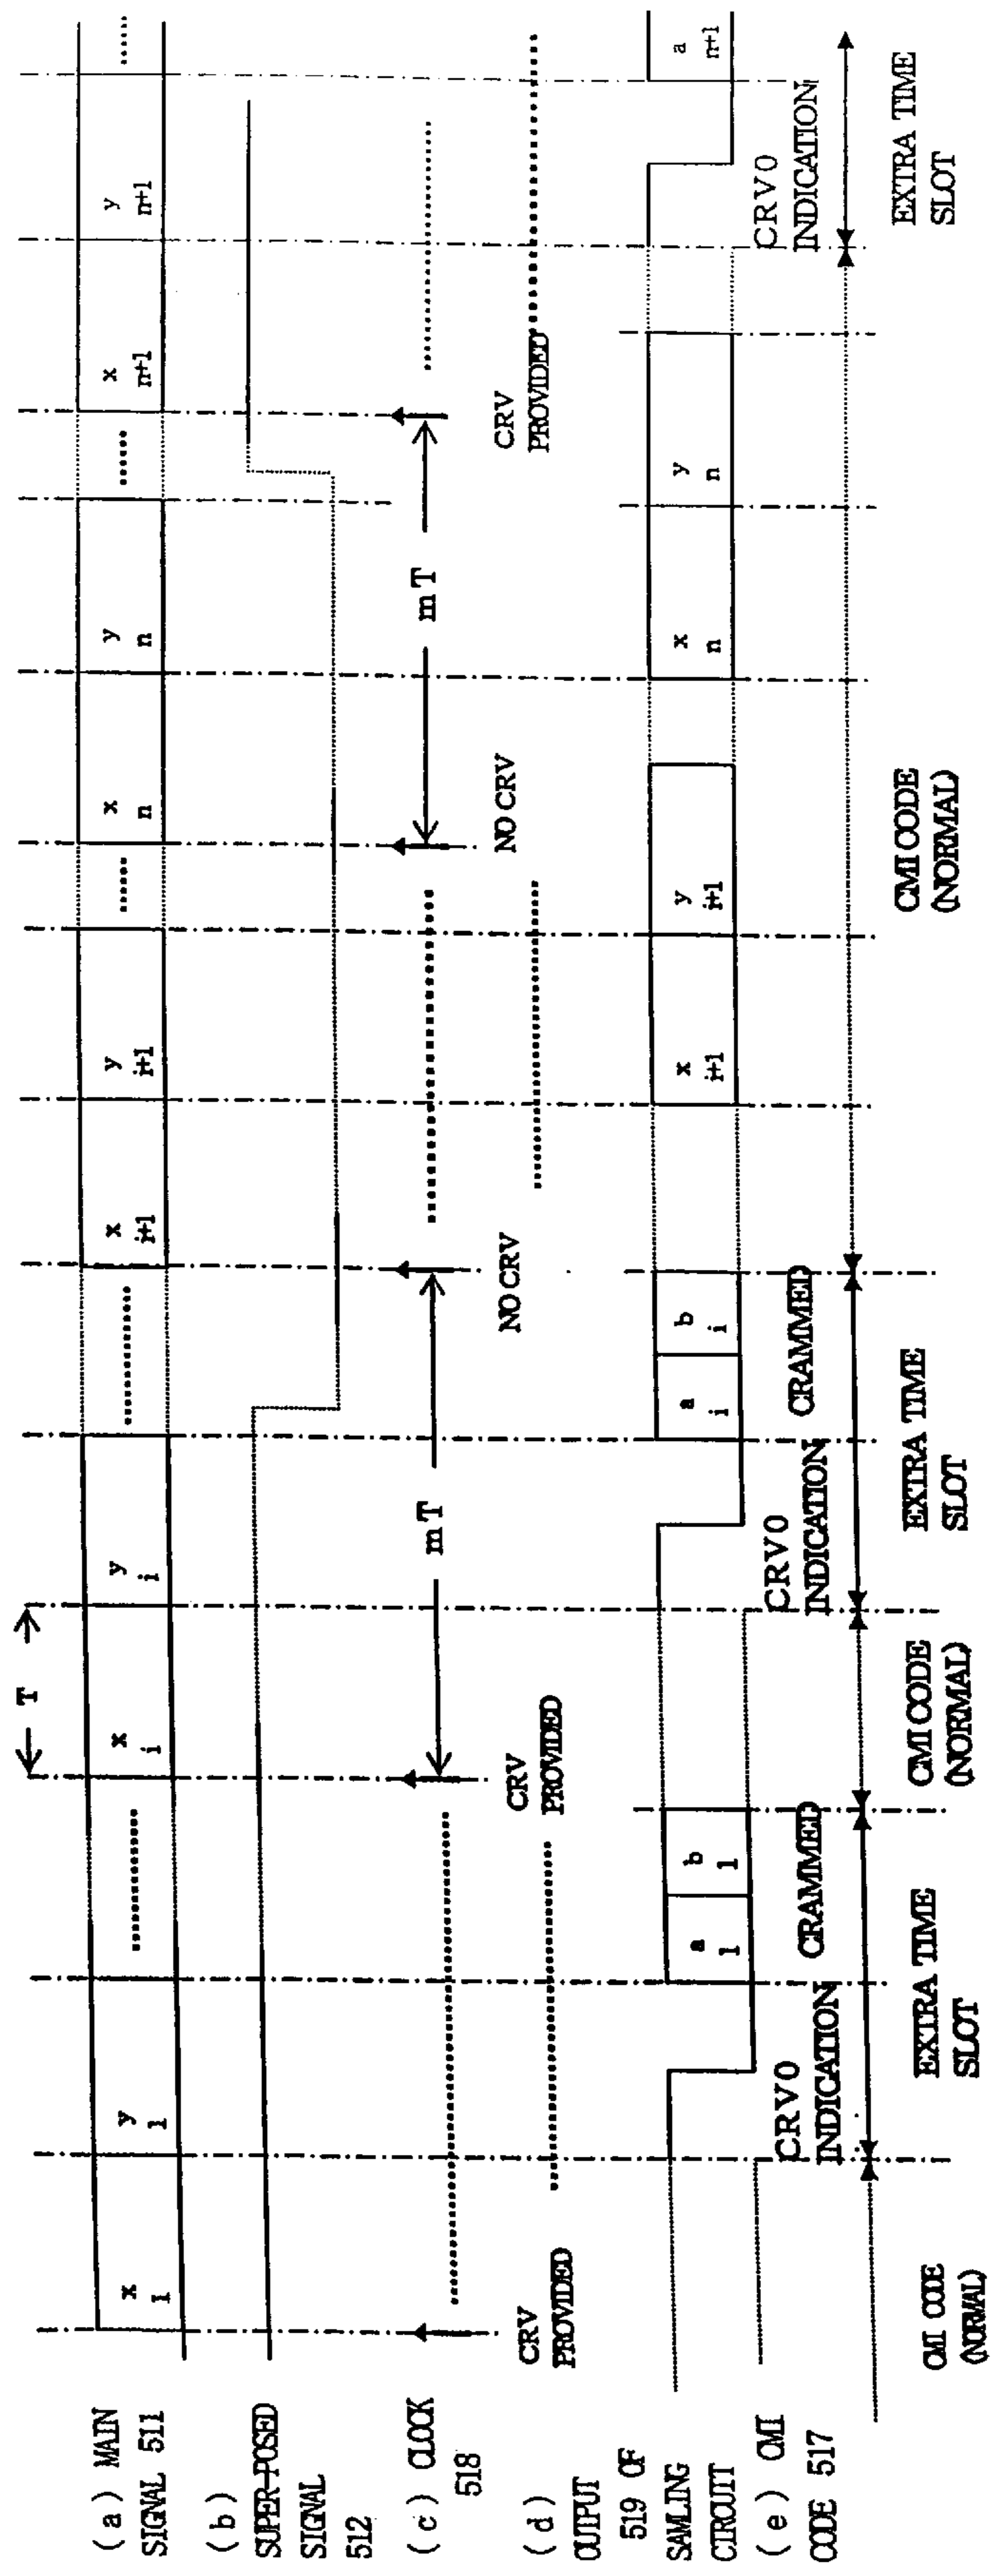 T
(a) MAIN
SIGNAL 511
x
1
y
1
x
i
y
i
x
i+1
y
i+1
x
n
y
n
x
n+1
y
n+1
(b)
SUPER-POSED
SIGNAL
512
(c) CLOCK
518
mT
mT
(d)
OUTPUT
519 OF
SAMLING
CIRCUIT
CRV
PROVIDED
CRV
PROVIDED
NO CRV
NO CRV
CRV
PROVIDED
(e) CMI
CODE 517
a
1
b
1
a
i
b
i
x
i+1
y
i+1
x
n
y
n
a
n+1
CRV0
INDICATION
CRAMMED
CRV0
INDICATION
CRAMMED
CRV0
INDICATION
CMI CODE
(NORMAL)
EXTRA TIME
SLOT
CMI CODE
(NORMAL)
EXTRA TIME
SLOT
CMI CODE
(NORMAL)
EXTRA TIME
SLOT